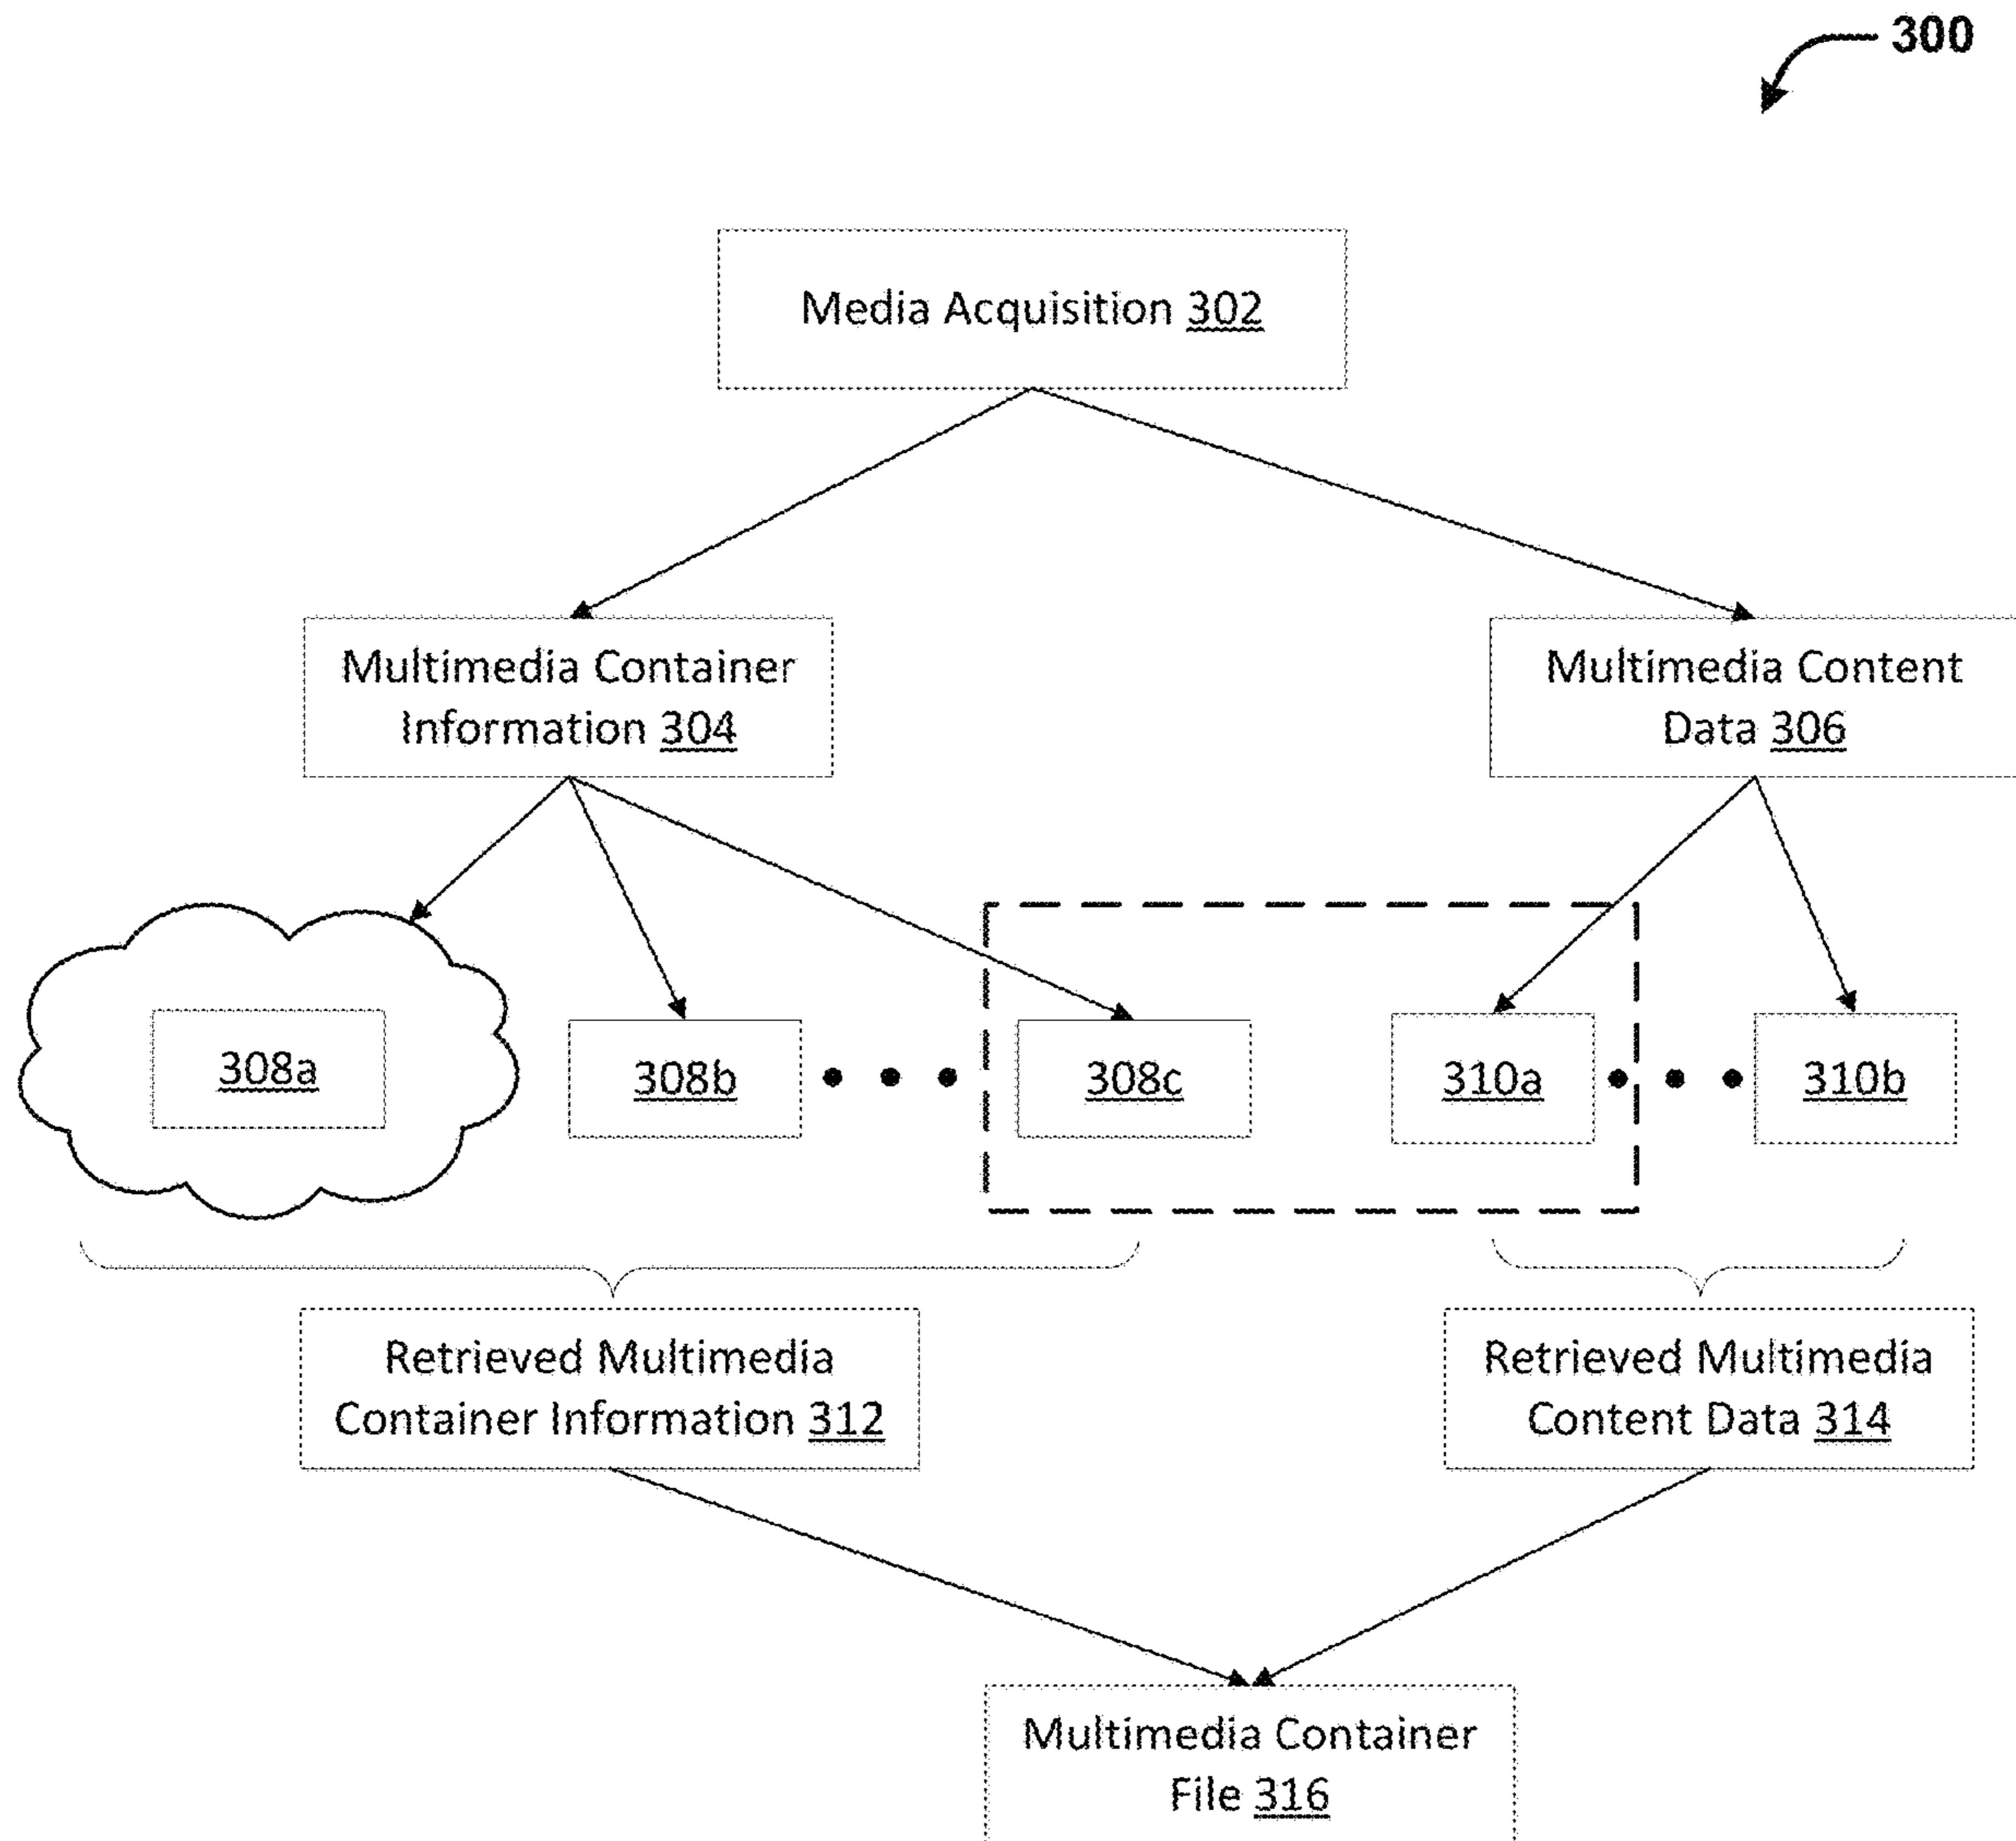 300
Media Acquisition 302
Multimedia Container
Information 304
Multimedia Content
Data 306
308a
308b
308c
310a
310b
Retrieved Multimedia
Container Information 312
Retrieved Multimedia
Content Data 314
Multimedia Container
File 316